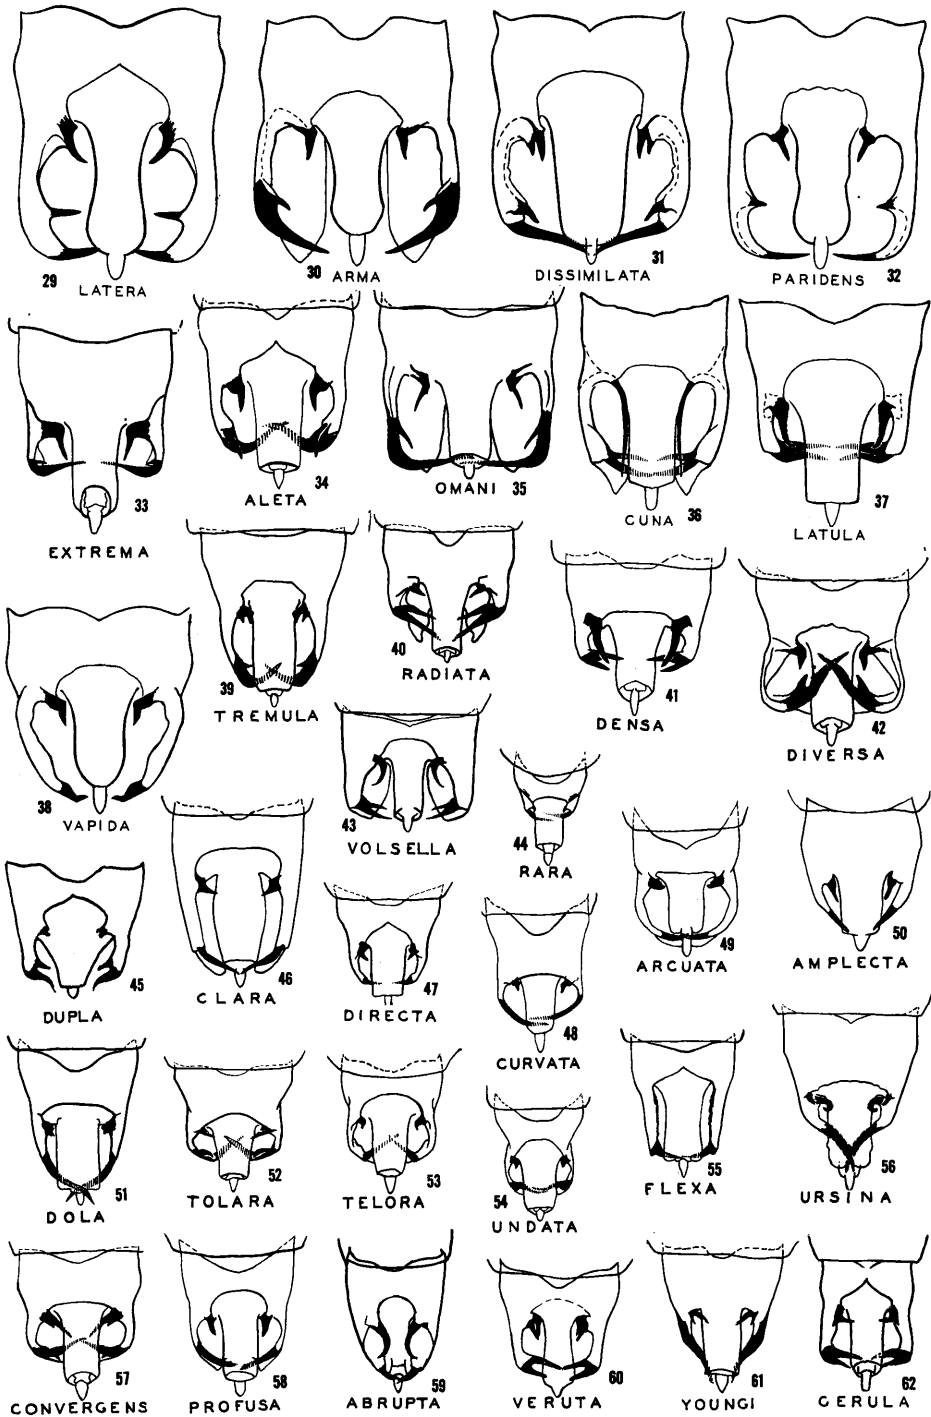 29 LATERA
30 ARMA
31 DISSIMILATA
32 PARIDENS
33 EXTREMA
34 ALETA
35 OMANI
36 CUNA
37 LATULA
38 VAPIDA
39 TREMULA
40 RADIATA
41 DENSA
42 DIVERSA
43 VOLSELLA
44 RARA
45 DUPLA
46 CLARA
47 DIRECTA
48 CURVATA
49 ARCUATA
50 AMPLECTA
51 DOLA
52 TOLARA
53 TELORA
54 UNDATA
55 FLEXA
56 URSINA
57 CONVERGENS
58 PROFUSA
59 ABRUPTA
60 VERUTA
61 YOUNGI
62 CERULA